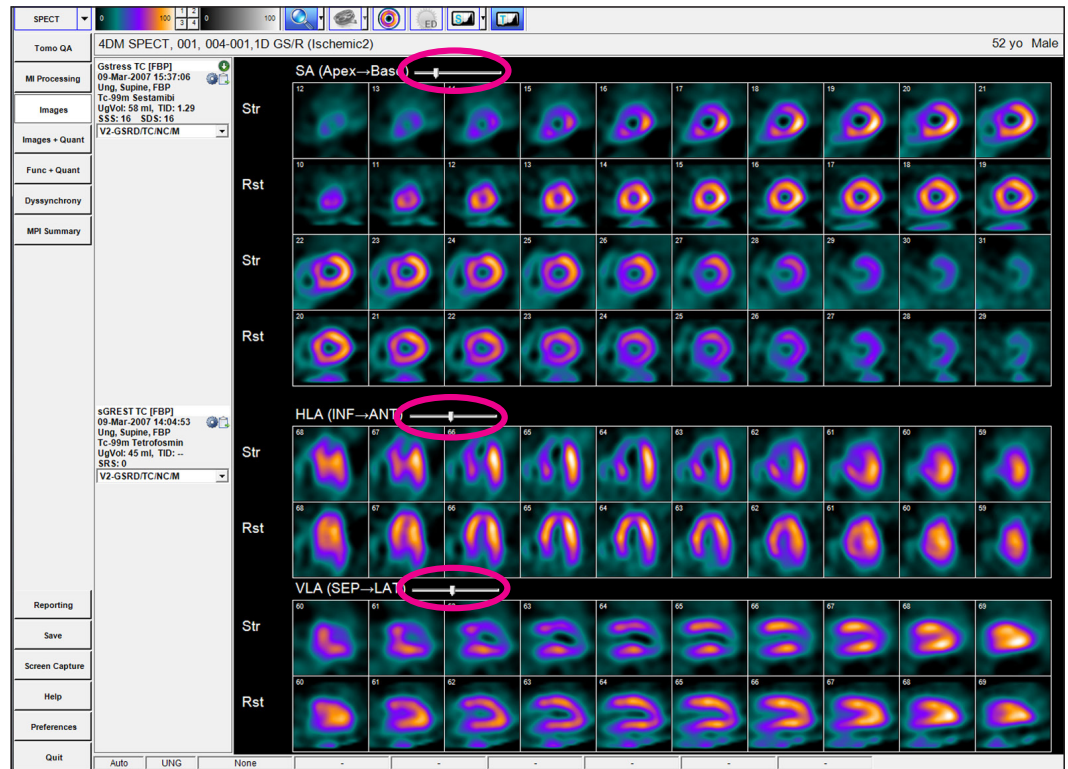 SPECT 0 100 1 2 0 100 ED S T
3 4
Tomo QA
MI Processing
Images
Images + Quant
Func + Quant
Dyssynchrony
MPI Summary
Reporting
Save
Screen Capture
Help
Preferences
Quit
4DM SPECT, 001, 004-001,1D GS/R (Ischemic2) 52 yo Male
Gstress TC [FBP]
09-Mar-2007 15:37:06
Ung, Supine, FBP
Tc-99m Sestamibi
UgVol: 58 ml, TID: 1.29
SSS: 16 SDS: 16
V2-GSRD/TC/NC/M
sGREST TC [FBP]
09-Mar-2007 14:04:53
Ung, Supine, FBP
Tc-99m Tetrofosmin
UgVol: 45 ml, TID: --
SRS: 0
V2-GSRD/TC/NC/M
SA (Apex→Base)
12 13 14 15 16 17 18 19 20 21
Str
10 11 12 13 14 15 16 17 18 19
Rst
22 23 24 25 26 27 28 29 30 31
Str
20 21 22 23 24 25 26 27 28 29
Rst
HLA (INF→ANT)
68 67 66 65 64 63 62 61 60 59
Str
68 67 66 65 64 63 62 61 60 59
Rst
VLA (SEP→LAT)
60 61 62 63 64 65 66 67 68 69
Str
60 61 62 63 64 65 66 67 68 69
Rst
Auto UNG None - - - - - -